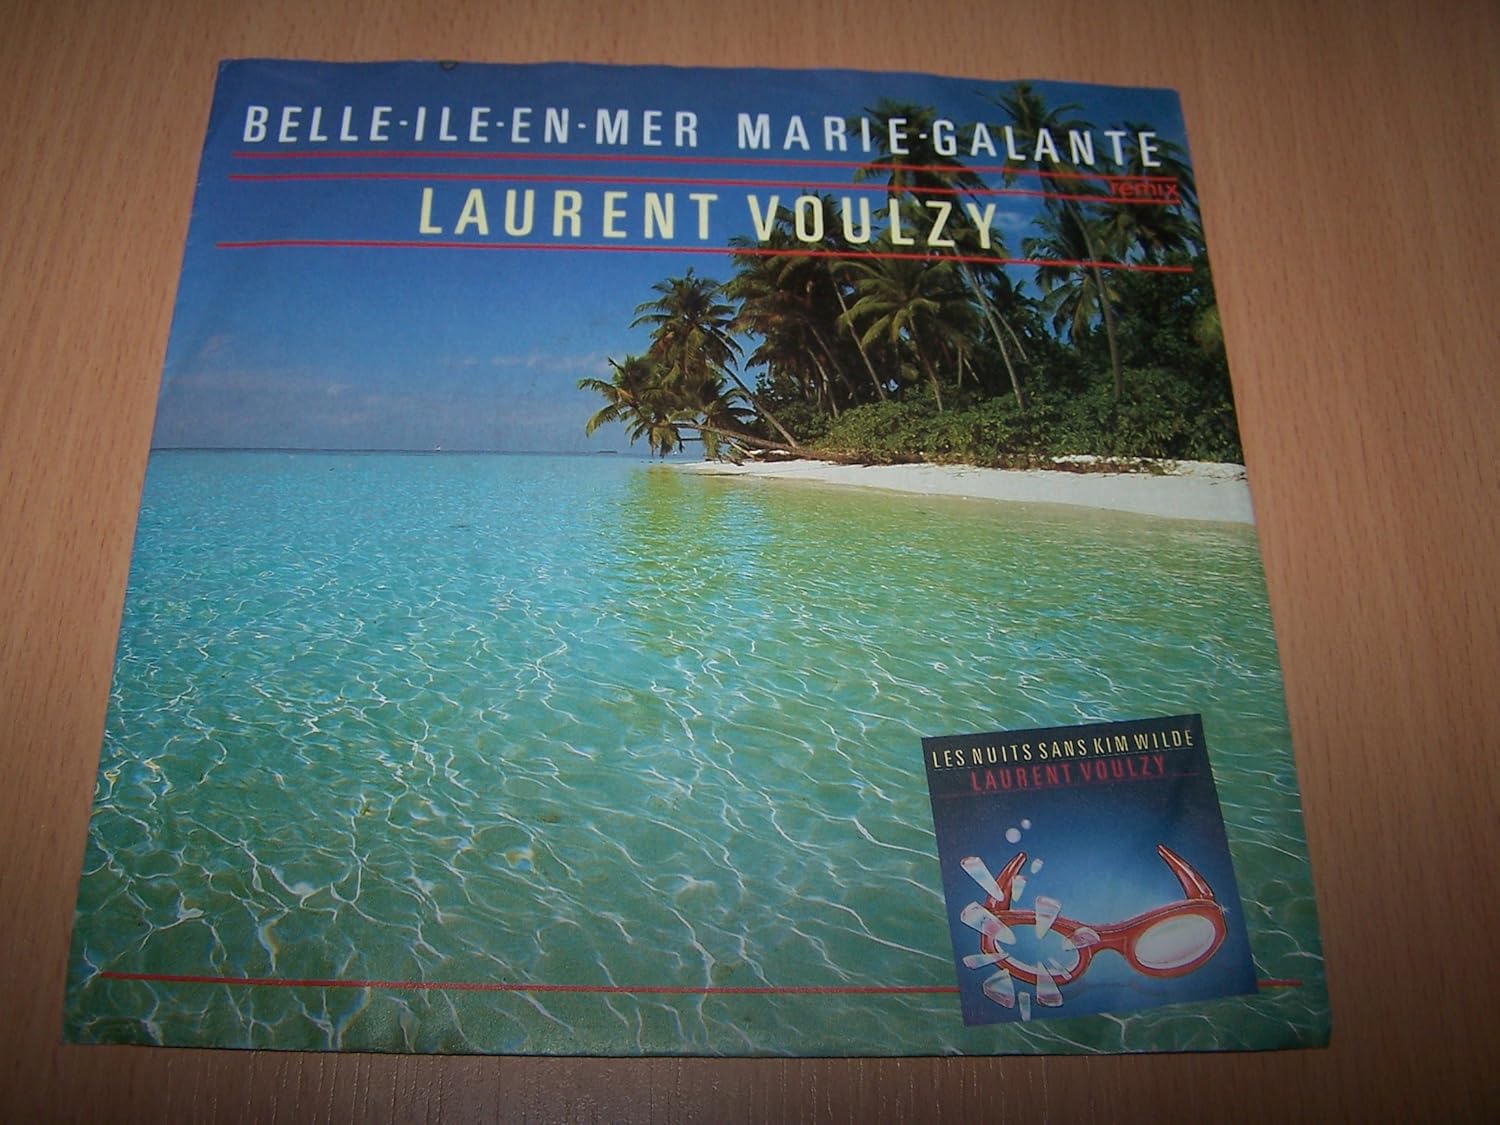 BELLE-ILE-EN-MER MARIE-GALANTE
remix
LAURENT VOULZY
LES NUITS SANS KIM WILDE
LAURENT VOULZY